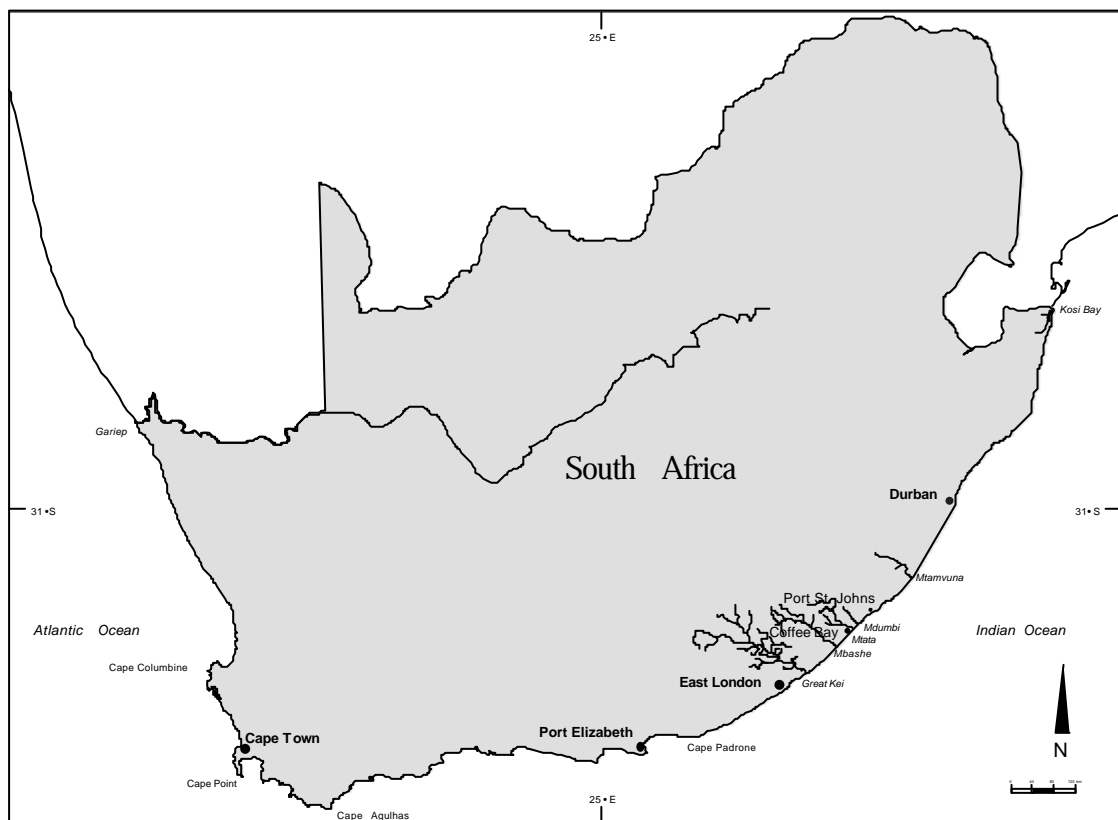 25 • E
Kosi Bay
Gariep
South Africa
Durban
31 • S
31 • S
Mtamvuna
Port St. Johns
Mdumbi
Coffee Bay
Mtata
Atlantic Ocean
Indian Ocean
Mbashe
Cape Columbine
East London
Great Kei
Port Elizabeth
Cape Town
Cape Padrone
N
Cape Point
25 • E
Cape Agulhas